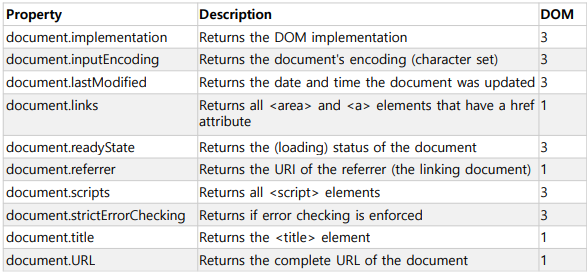 Property Description DOM
document.implementation Returns the DOM implementation 3
document.inputEncoding Returns the document's encoding (character set) 3
document.lastModified Returns the date and time the document was updated 3
document.links Returns all <area> and <a> elements that have a href 1
attribute
document.readyState Returns the (loading) status of the document 3
document.referrer Returns the URI of the referrer (the linking document) 1
document.scripts Returns all <script> elements 3
document.strictErrorChecking Returns if error checking is enforced 3
document.title Returns the <title> element 1
document.URL Returns the complete URL of the document 1